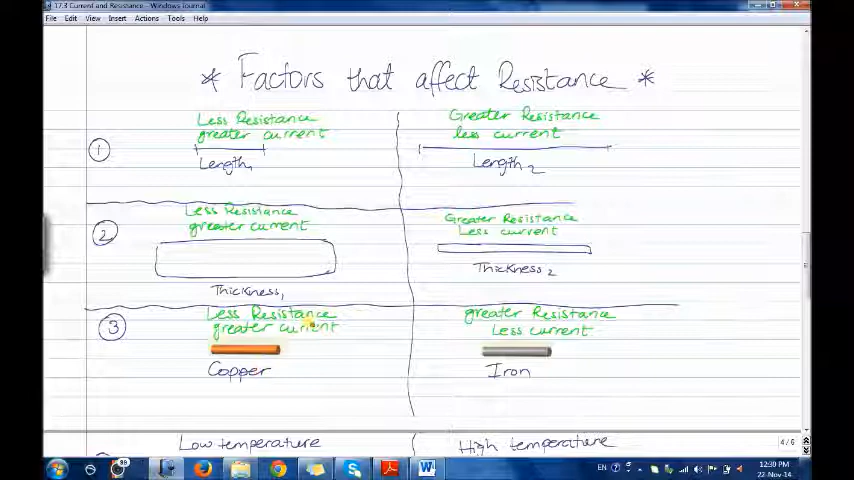 17.3 Current and Resistance - Windows Journal
File Edit View Insert Actions Tools Help
* Factors that affect Resistance *
Less Resistance
greater current
Greater Resistance
less current
1
Length1
Length2
Less Resistance
greater current
Greater Resistance
Less current
2
Thickness1
Thickness2
Less Resistance
greater current
greater Resistance
Less current
3
Copper
Iron
Low temperature
High temperature
4/6
99
EN
12:30 PM
22-Nov-14